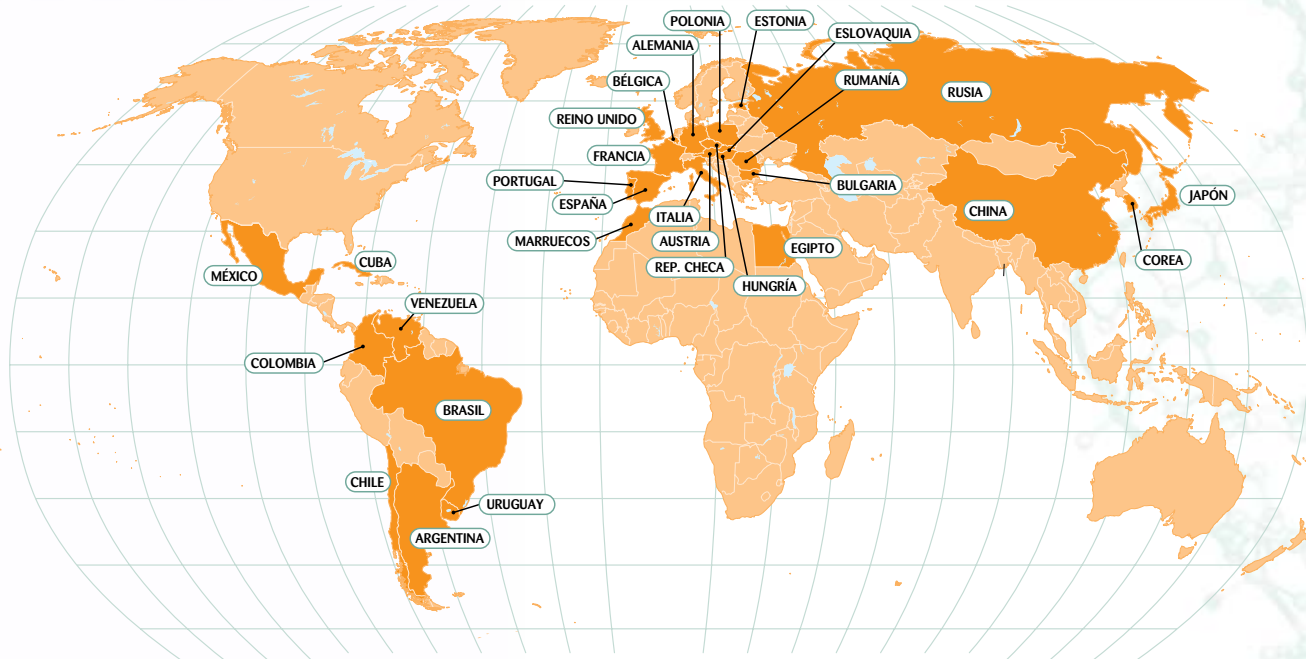 POLONIA
ESTONIA
ESLOVAQUIA
ALEMANIA
BÉLGICA
RUMANÍA
RUSIA
REINO UNIDO
FRANCIA
PORTUGAL
ESPAÑA
BULGARIA
JAPÓN
ITALIA
CHINA
MARRUECOS
AUSTRIA
EGIPTO
CUBA
REP. CHECA
COREA
MÉXICO
HUNGRÍA
VENEZUELA
COLOMBIA
BRASIL
CHILE
URUGUAY
ARGENTINA